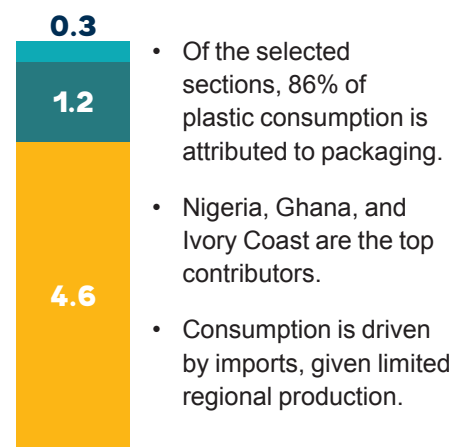 0.3
1.2
4.6
• Of the selected
sections, 86% of
plastic consumption is
attributed to packaging.
• Nigeria, Ghana, and
Ivory Coast are the top
contributors.
• Consumption is driven
by imports, given limited
regional production.